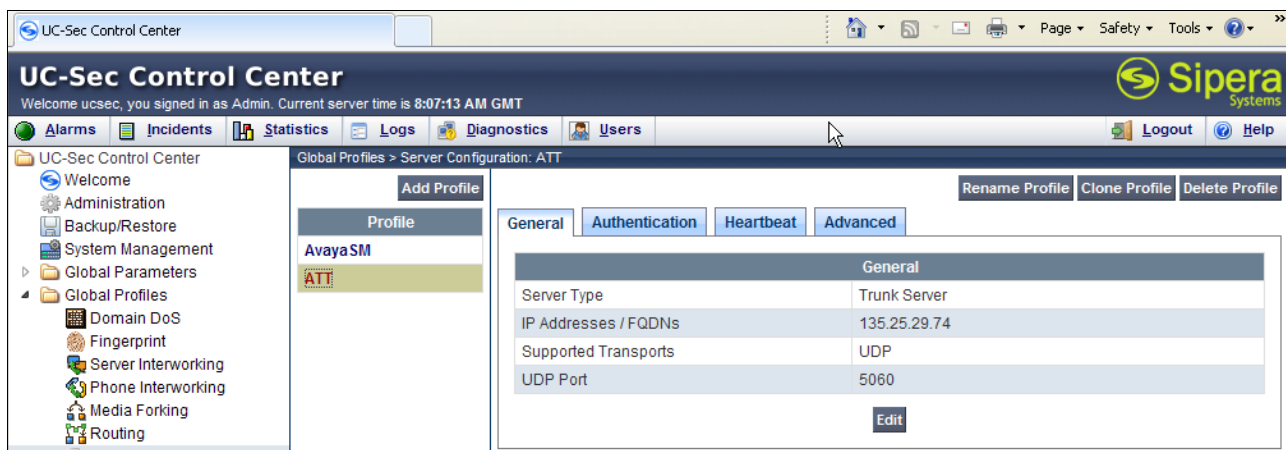 UC-Sec Control Center
Page Safety Tools
UC-Sec Control Center
Welcome ucsec, you signed in as Admin. Current server time is 8:07:13 AM GMT
Sipera
Systems
Alarms Incidents Statistics Logs Diagnostics Users Logout Help
UC-Sec Control Center
Welcome
Administration
Backup/Restore
System Management
Global Parameters
Global Profiles
Domain DoS
Fingerprint
Server Interworking
Phone Interworking
Media Forking
Routing
Global Profiles > Server Configuration: ATT
Add Profile
Profile
AvayaSM
ATT
Rename Profile Clone Profile Delete Profile
General Authentication Heartbeat Advanced
General
Server Type Trunk Server
IP Addresses / FQDNs 135.25.29.74
Supported Transports UDP
UDP Port 5060
Edit